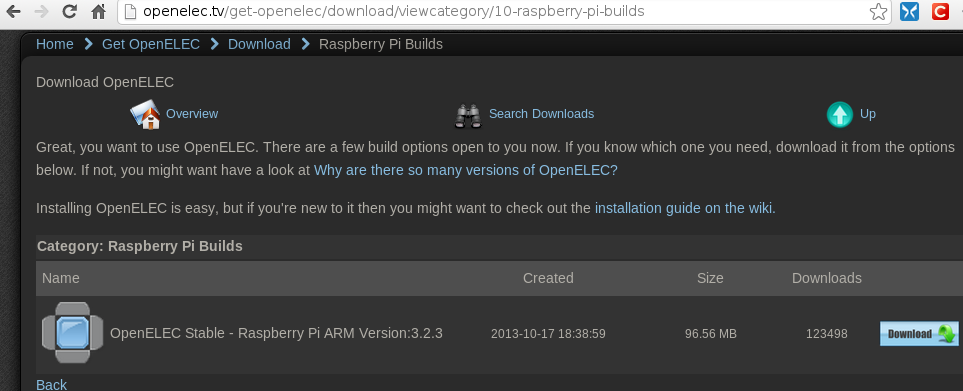 openelec.tv/get-openelec/download/viewcategory/10-raspberry-pi-builds
Home > Get OpenELEC > Download > Raspberry Pi Builds
Download OpenELEC
Overview Search Downloads Up
Great, you want to use OpenELEC. There are a few build options open to you now. If you know which one you need, download it from the options
below. If not, you might want have a look at Why are there so many versions of OpenELEC?
Installing OpenELEC is easy, but if you're new to it then you might want to check out the installation guide on the wiki.
Category: Raspberry Pi Builds
Name Created Size Downloads
OpenELEC Stable - Raspberry Pi ARM Version:3.2.3 2013-10-17 18:38:59 96.56 MB 123498 Download
Back